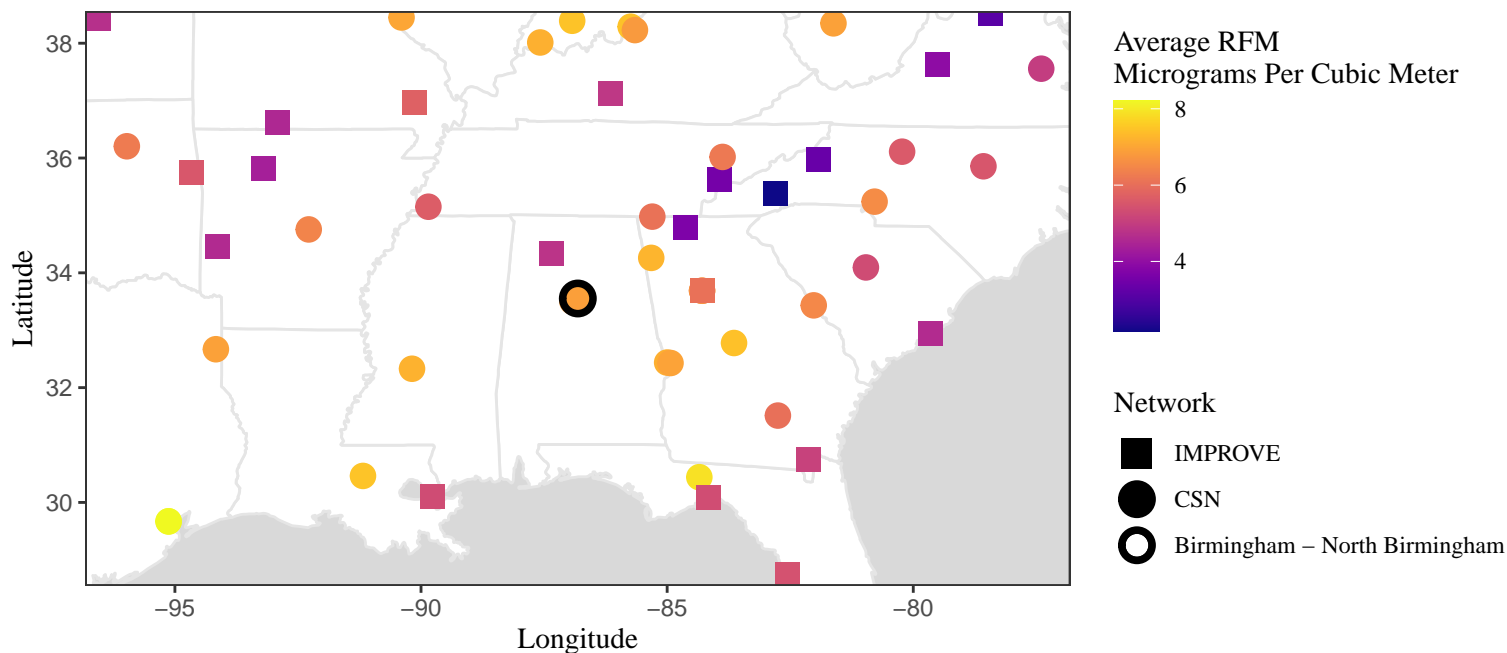 38
36
34
32
30
Latitude
−95
−90
−85
−80
Longitude
Average RFM
Micrograms Per Cubic Meter
8
6
4
Network
IMPROVE
CSN
Birmingham − North Birmingham